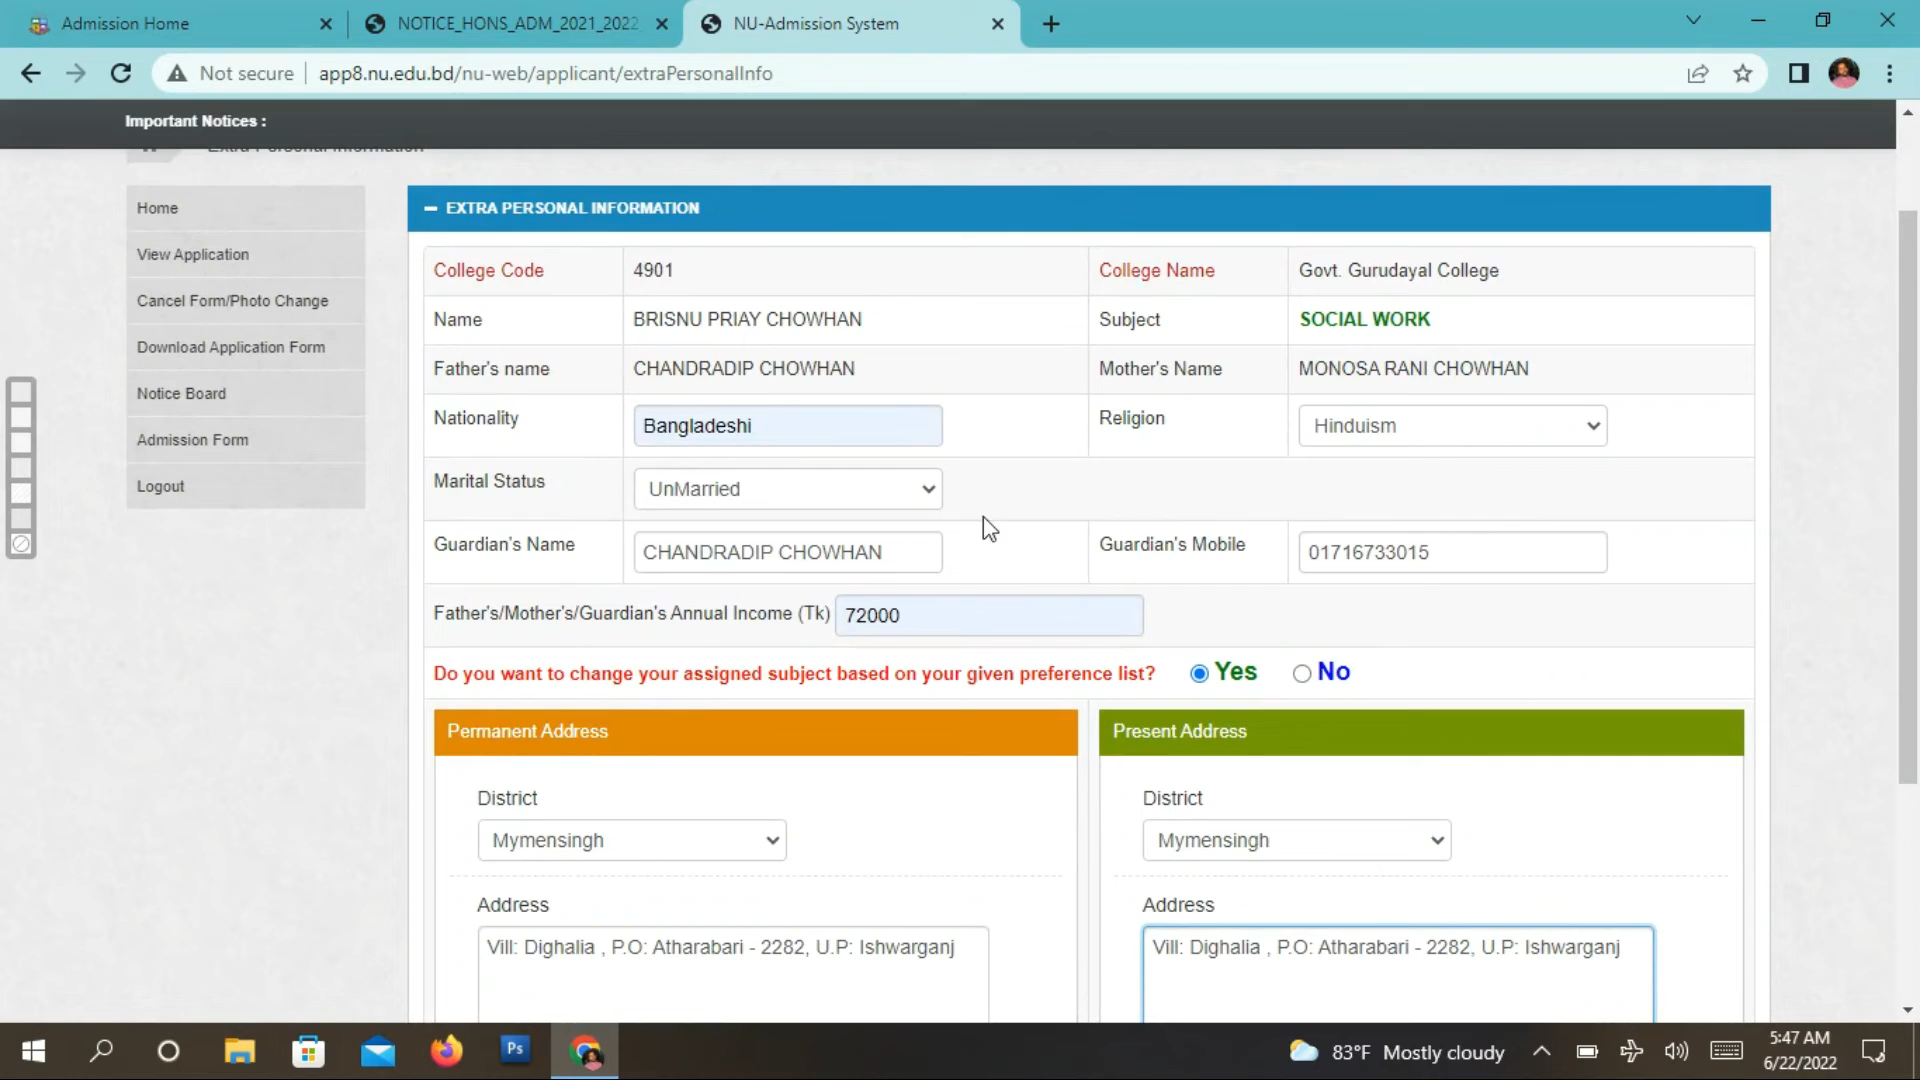 Admission Home
NOTICE_HONS_ADM_2021_2022
NU-Admission System
Not secure
app8.nu.edu.bd/nu-web/applicant/extraPersonalInfo
Important Notices :
Extra Personal Information
Home
View Application
Cancel Form/Photo Change
Download Application Form
Notice Board
Admission Form
Logout
EXTRA PERSONAL INFORMATION
College Code 4901 College Name Govt. Gurudayal College
Name BRISNU PRIAY CHOWHAN Subject SOCIAL WORK
Father's name CHANDRADIP CHOWHAN Mother's Name MONOSA RANI CHOWHAN
Nationality Bangladeshi Religion Hinduism
Marital Status UnMarried
Guardian's Name CHANDRADIP CHOWHAN Guardian's Mobile 01716733015
Father's/Mother's/Guardian's Annual Income (Tk) 72000
Do you want to change your assigned subject based on your given preference list? Yes No
Permanent Address
District
Mymensingh
Address
Vill: Dighalia , P.O: Atharabari - 2282, U.P: Ishwarganj
Present Address
District
Mymensingh
Address
Vill: Dighalia , P.O: Atharabari - 2282, U.P: Ishwarganj
Ps
83°F Mostly cloudy
5:47 AM
6/22/2022